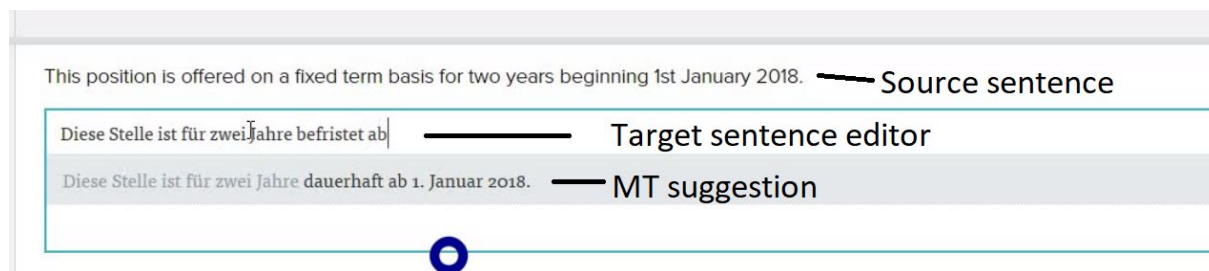 This position is offered on a fixed term basis for two years beginning 1st January 2018. Source sentence
Diese Stelle ist für zwei Jahre befristet ab Target sentence editor
Diese Stelle ist für zwei Jahre dauerhaft ab 1. Januar 2018. MT suggestion